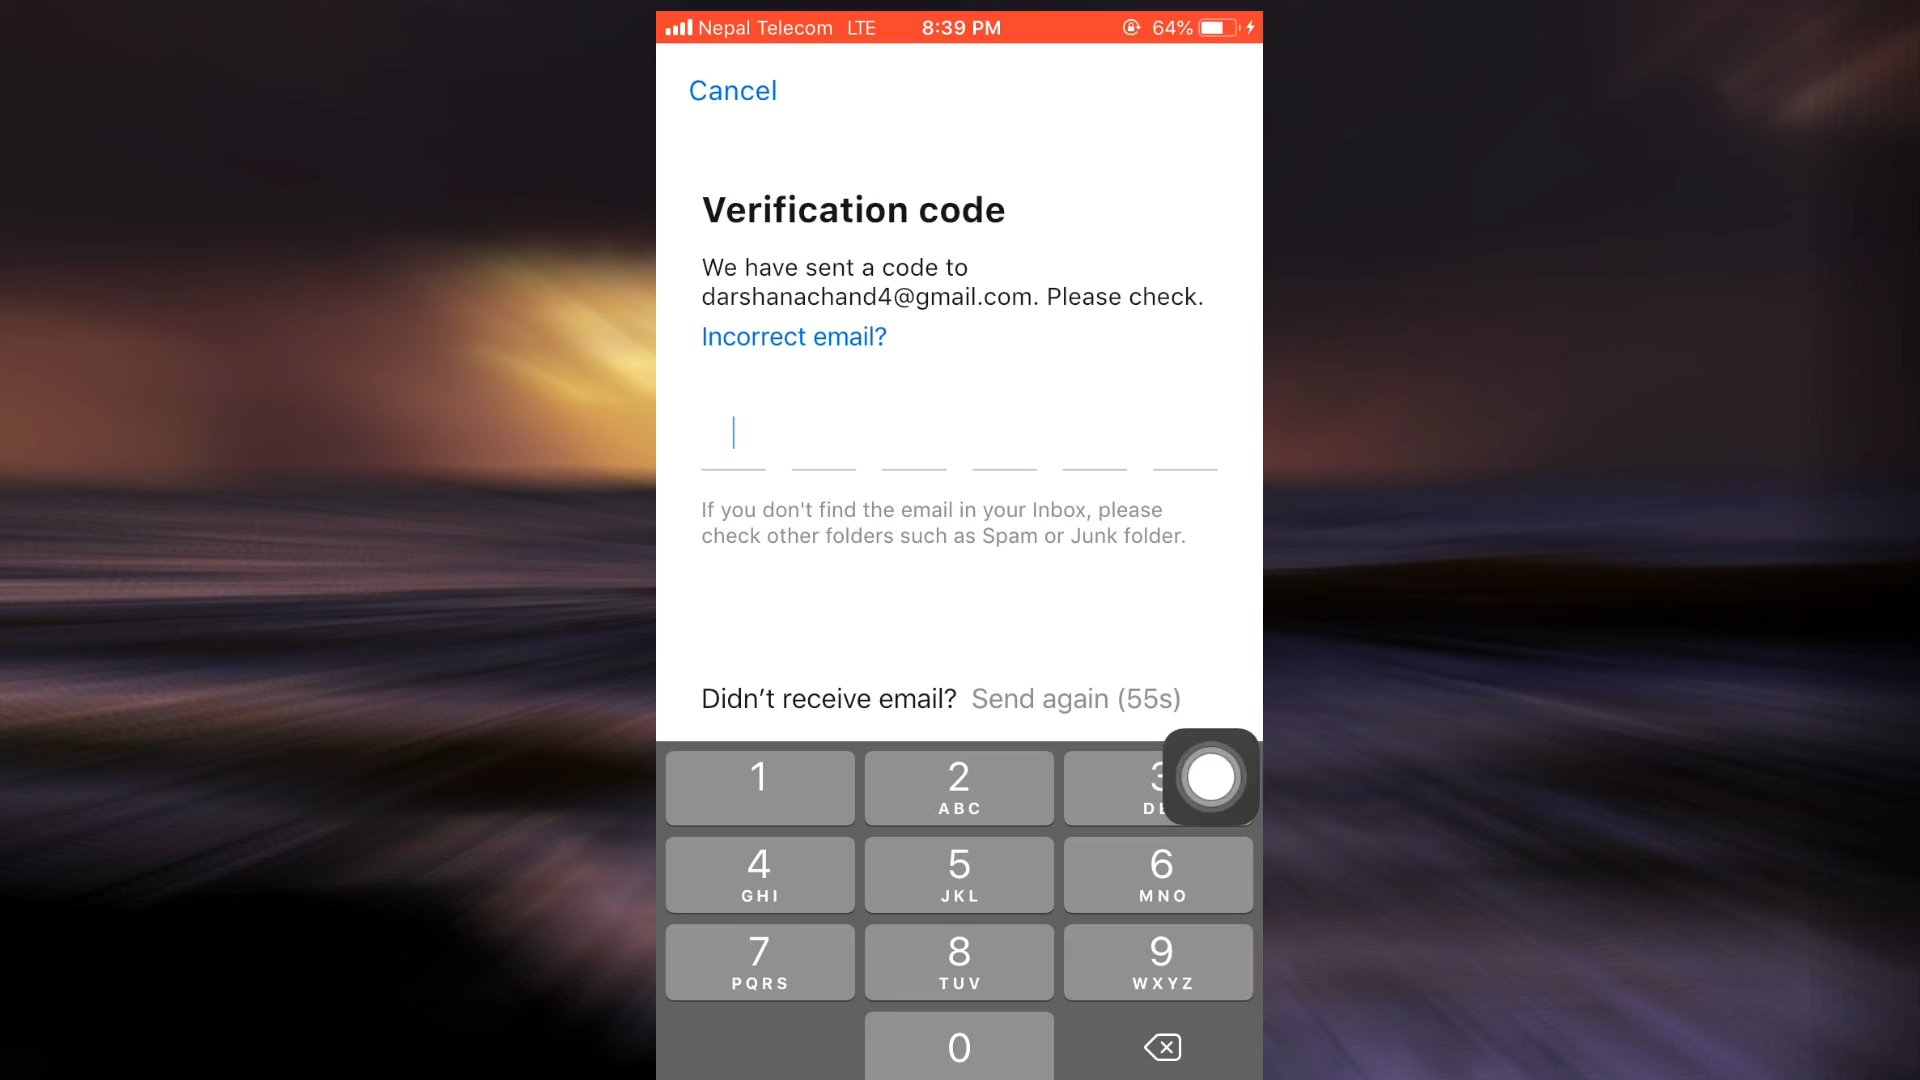 Nepal Telecom LTE 8:39 PM 64%
Cancel
Verification code
We have sent a code to
darshanachand4@gmail.com. Please check.
Incorrect email?
If you don't find the email in your Inbox, please
check other folders such as Spam or Junk folder.
Didn’t receive email? Send again (55s)
1 2 3
ABC D
4 5 6
GHI JKL MNO
7 8 9
PQRS TUV WXYZ
0